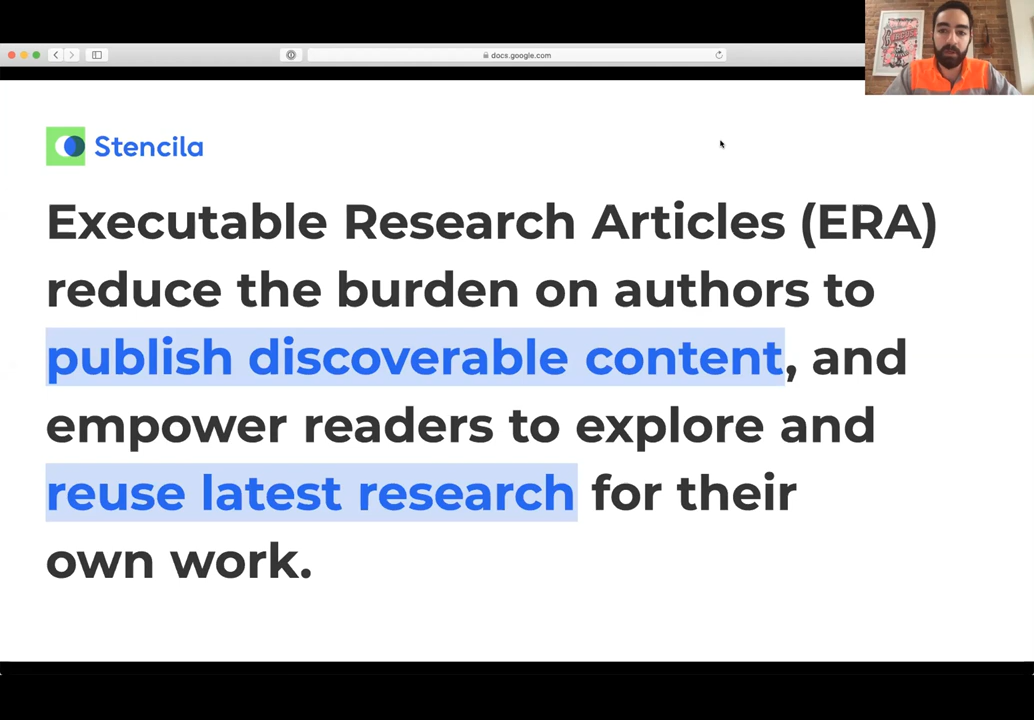 docs.google.com
Stencila
Executable Research Articles (ERA)
reduce the burden on authors to
publish discoverable content, and
empower readers to explore and
reuse latest research for their
own work.